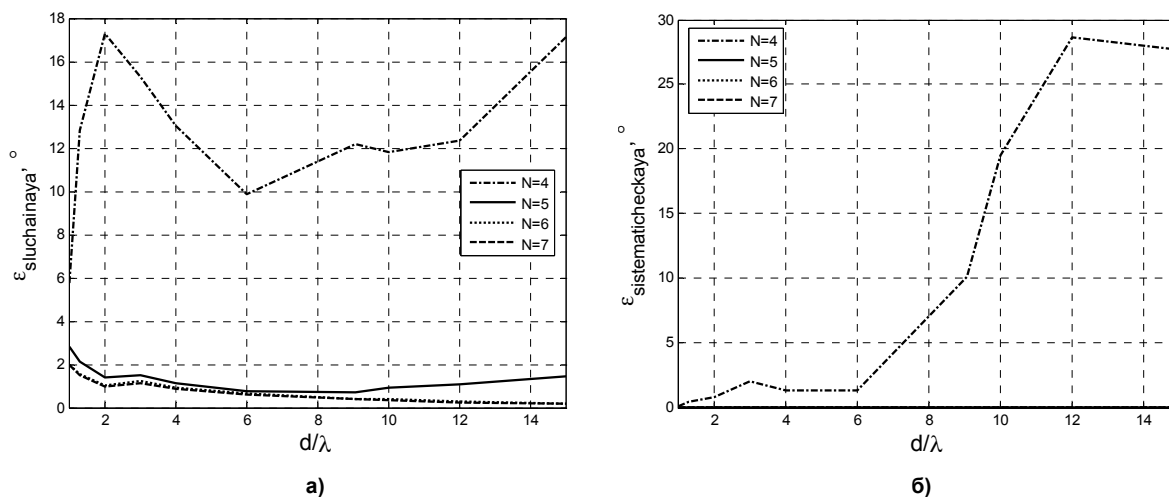 18
16
14
12
10
8
6
4
2
0
ε sluchainaya, °
N=4
N=5
N=6
N=7
2 4 6 8 10 12 14
d/λ
а)
30
25
20
15
10
5
0
ε sistematicheckaya, °
N=4
N=5
N=6
N=7
2 4 6 8 10 12 14
d/λ
б)